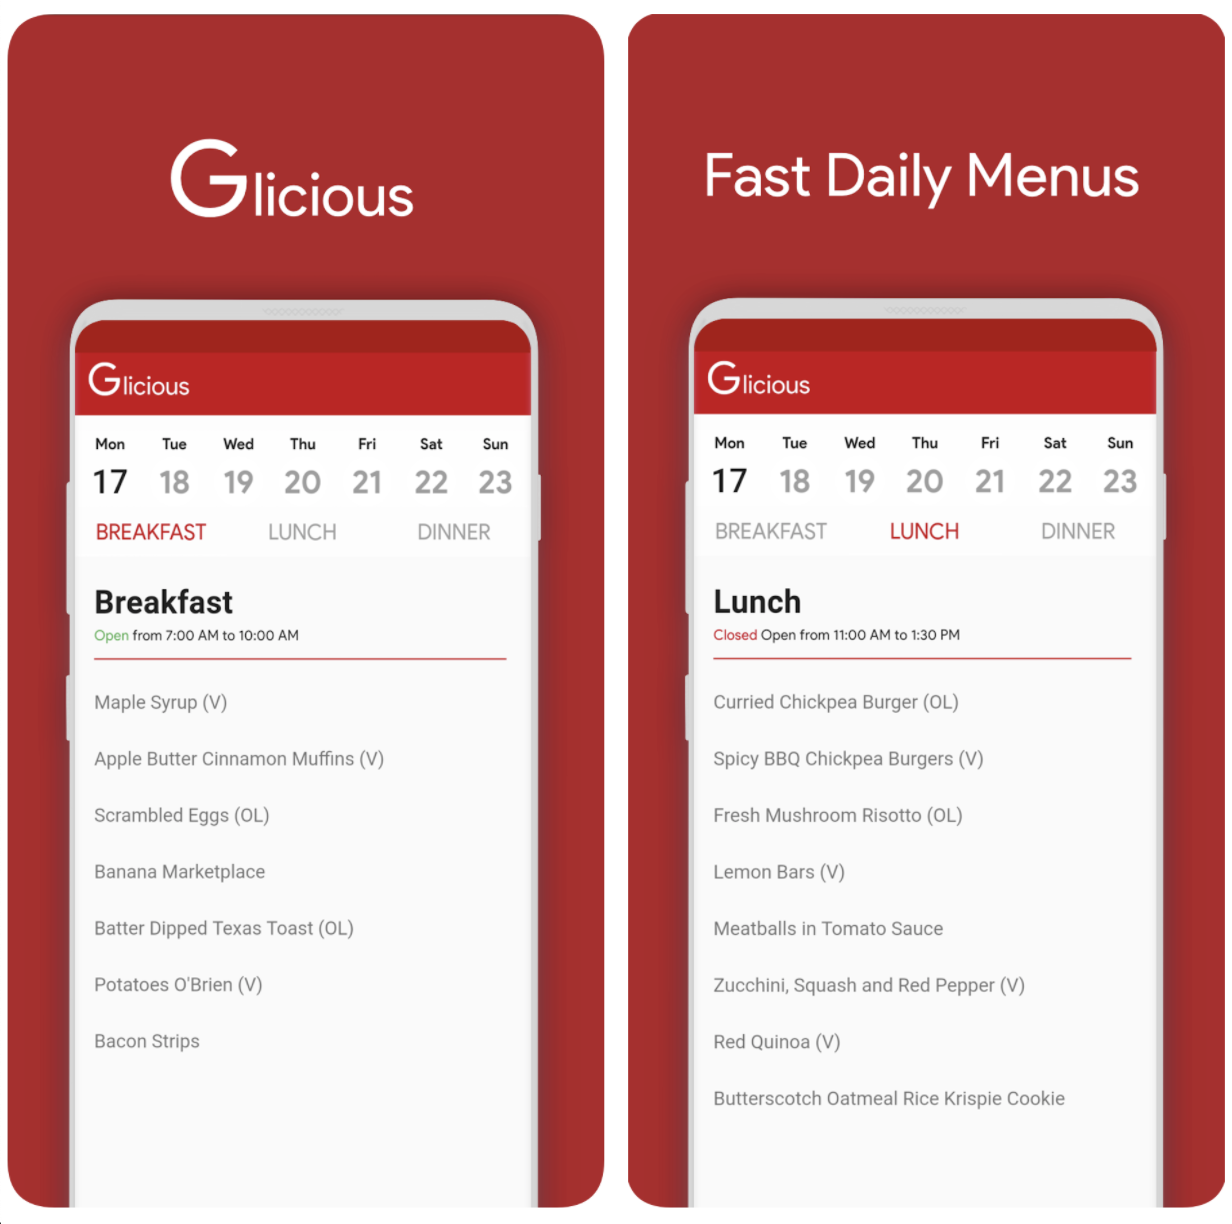 Glicious
Glicious
Mon Tue Wed Thu Fri Sat Sun
17 18 19 20 21 22 23
BREAKFAST LUNCH DINNER
Breakfast
Open from 7:00 AM to 10:00 AM
Maple Syrup (V)
Apple Butter Cinnamon Muffins (V)
Scrambled Eggs (OL)
Banana Marketplace
Batter Dipped Texas Toast (OL)
Potatoes O'Brien (V)
Bacon Strips
Fast Daily Menus
Glicious
Mon Tue Wed Thu Fri Sat Sun
17 18 19 20 21 22 23
BREAKFAST LUNCH DINNER
Lunch
Closed Open from 11:00 AM to 1:30 PM
Curried Chickpea Burger (OL)
Spicy BBQ Chickpea Burgers (V)
Fresh Mushroom Risotto (OL)
Lemon Bars (V)
Meatballs in Tomato Sauce
Zucchini, Squash and Red Pepper (V)
Red Quinoa (V)
Butterscotch Oatmeal Rice Krispie Cookie